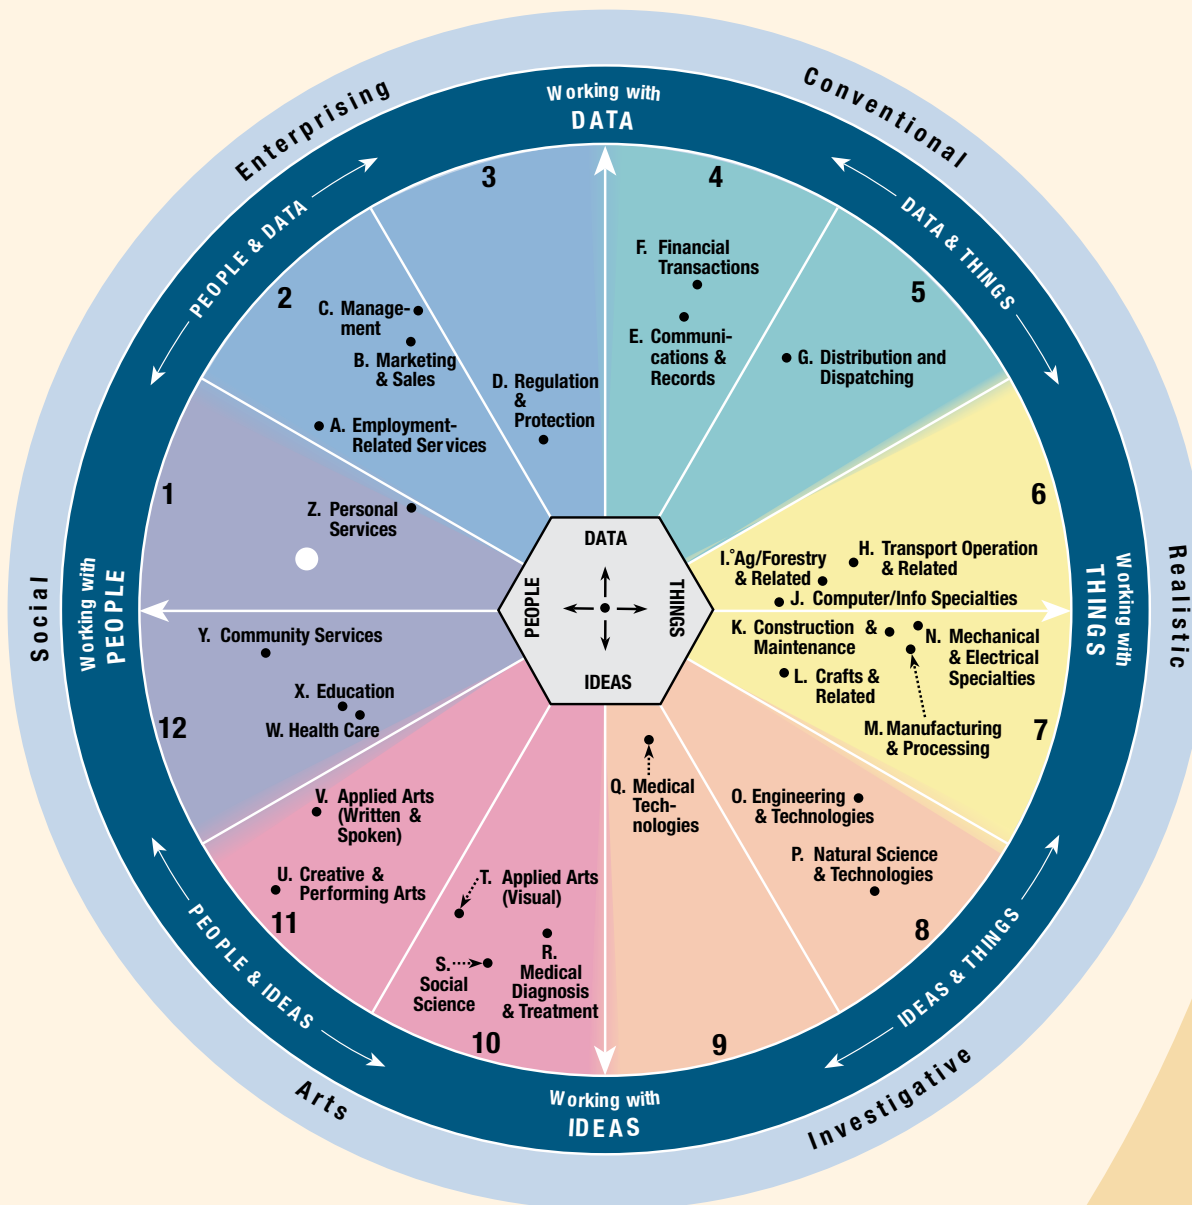 Enterprising
Conventional
Working with
DATA
PEOPLE & DATA
DATA & THINGS
3
4
2
5
F. Financial
Transactions
C. Manage-
ment
E. Communi-
cations &
Records
B. Marketing
& Sales
G. Distribution and
Dispatching
D. Regulation
&
Protection
A. Employment-
Related Services
1
6
Z. Personal
Services
DATA
PEOPLE
THINGS
IDEAS
I.°Ag/Forestry
& Related
H. Transport Operation
& Related
J. Computer/Info Specialties
Social
Working with
PEOPLE
Working with
THINGS
Realistic
Y. Community Services
K. Construction &
Maintenance
N. Mechanical
& Electrical
Specialties
X. Education
W. Health Care
L. Crafts &
Related
12
7
M. Manufacturing
& Processing
V. Applied Arts
(Written &
Spoken)
Q. Medical
Tech-
nologies
O. Engineering
& Technologies
P. Natural Science
& Technologies
U. Creative &
Performing Arts
T. Applied Arts
(Visual)
11
8
S.
Social
Science
R.
Medical
Diagnosis
& Treatment
10
9
PEOPLE & IDEAS
IDEAS & THINGS
Working with
IDEAS
Arts
Investigative